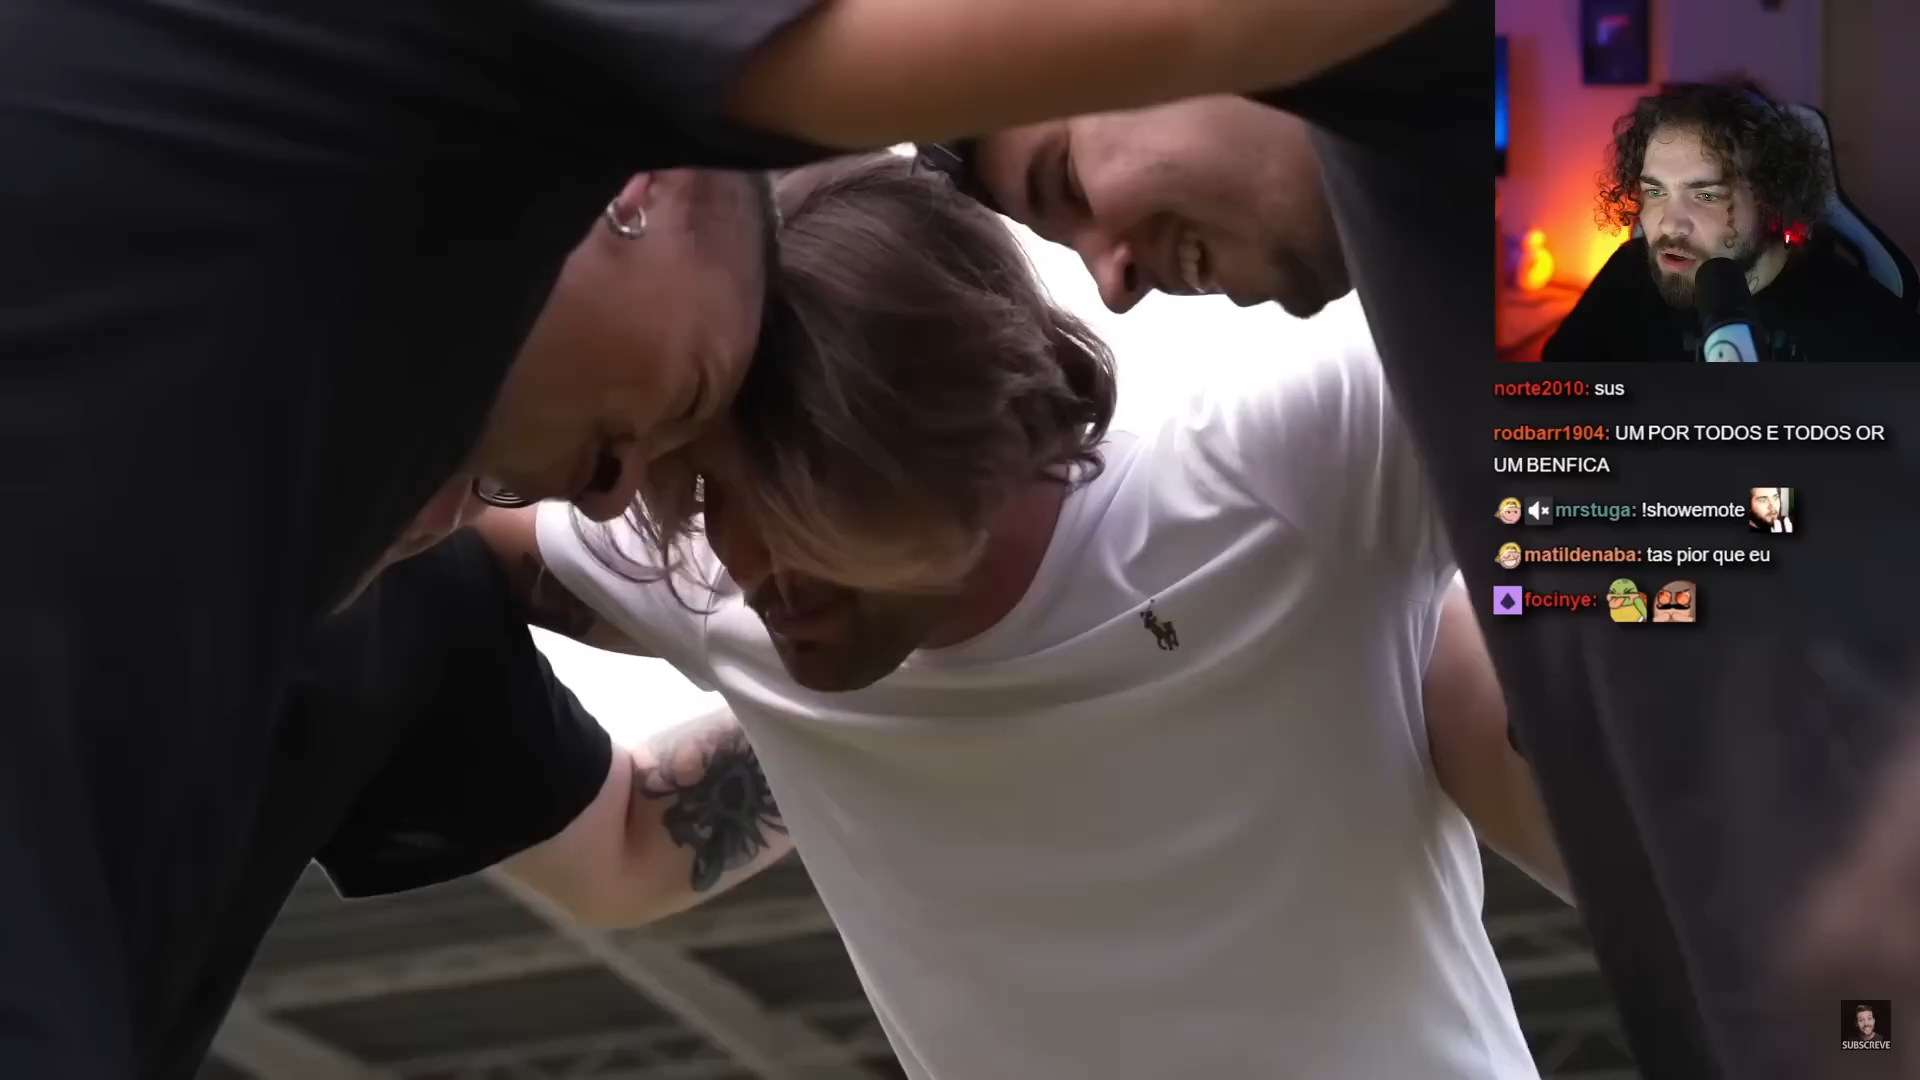 norte2010: sus
rodbarr1904: UM POR TODOS E TODOS OR
UM BENFICA
mrstuga: !showemote
matildenaba: tas pior que eu
focinye:
SUBSCREVE